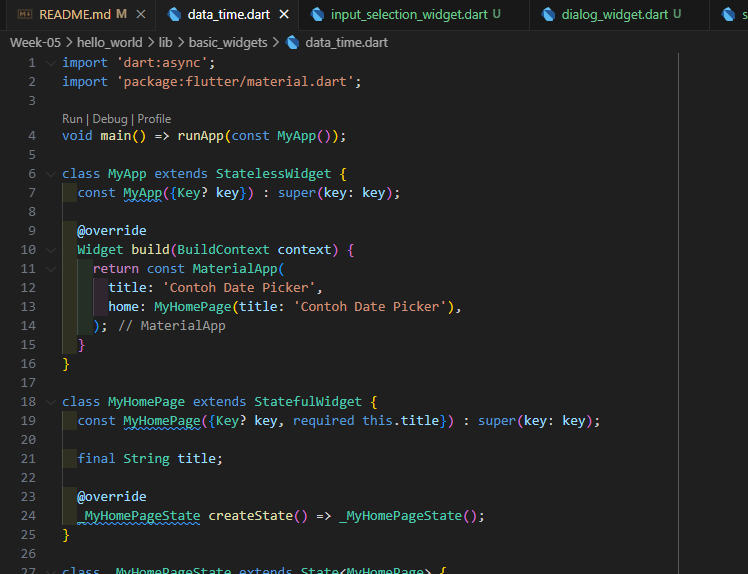 README.md M × data_time.dart × input_selection_widget.dart U dialog_widget.dart U
Week-05 > hello_world > lib > basic_widgets > data_time.dart
1 import 'dart:async';
2 import 'package:flutter/material.dart';
3
Run | Debug | Profile
4 void main() => runApp(const MyApp());
5
6 class MyApp extends StatelessWidget {
7 const MyApp({Key? key}) : super(key: key);
8
9 @override
10 Widget build(BuildContext context) {
11 return const MaterialApp(
12 title: 'Contoh Date Picker',
13 home: MyHomePage(title: 'Contoh Date Picker'),
14 ); // MaterialApp
15 }
16 }
17
18 class MyHomePage extends StatefulWidget {
19 const MyHomePage({Key? key, required this.title}) : super(key: key);
20
21 final String title;
22
23 @override
24 _MyHomePageState createState() => _MyHomePageState();
25 }
26
27 class _MyHomePageState extends State<MyHomePage> {